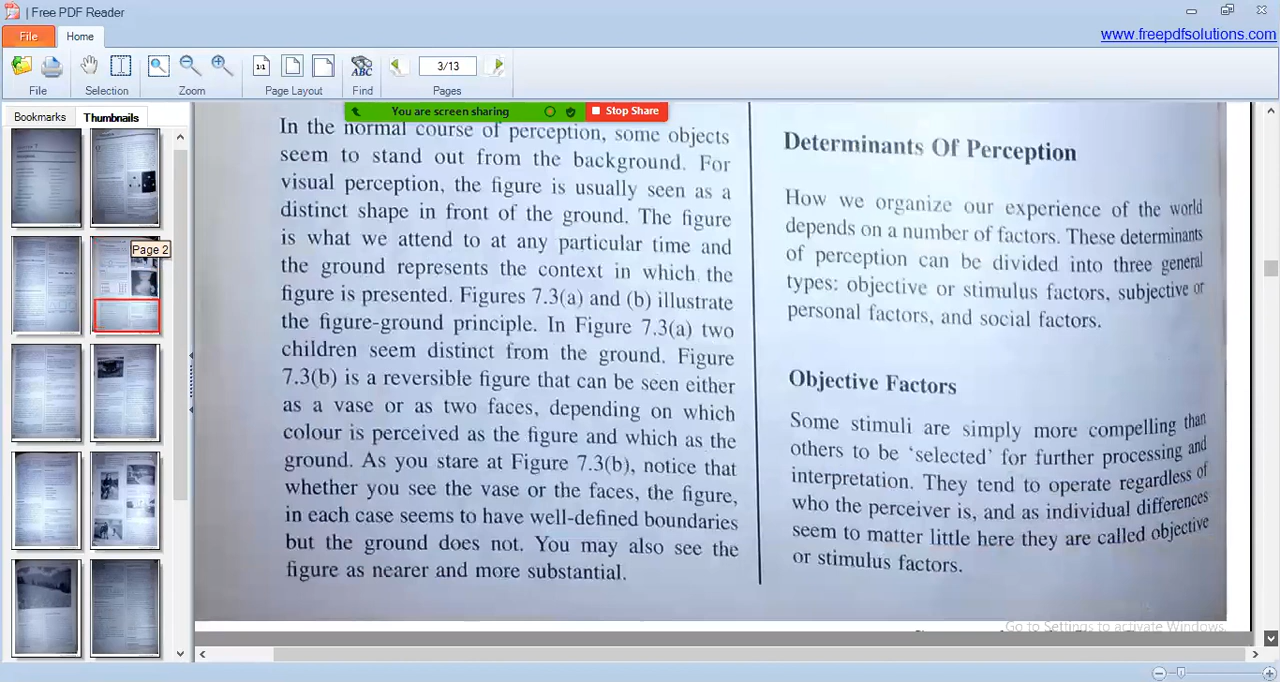 | Free PDF Reader
File
Home
www.freepdfsolutions.com
1/1
ABC
3/13
File
Selection
Zoom
Page Layout
Find
Pages
You are screen sharing
Stop Share
Bookmarks
Thumbnails
Page 2
In the normal course of perception, some objects
seem to stand out from the background. For
visual perception, the figure is usually seen as a
distinct shape in front of the ground. The figure
is what we attend to at any particular time and
the ground represents the context in which the
figure is presented. Figures 7.3(a) and (b) illustrate
the figure-ground principle. In Figure 7.3(a) two
children seem distinct from the ground. Figure
7.3(b) is a reversible figure that can be seen either
as a vase or as two faces, depending on which
colour is perceived as the figure and which as the
ground. As you stare at Figure 7.3(b), notice that
whether you see the vase or the faces, the figure,
in each case seems to have well-defined boundaries
but the ground does not. You may also see the
figure as nearer and more substantial.
Determinants Of Perception
How we organize our experience of the world
depends on a number of factors. These determinants
of perception can be divided into three general
types: objective or stimulus factors, subjective or
personal factors, and social factors.
Objective Factors
Some stimuli are simply more compelling than
others to be ‘selected’ for further processing and
interpretation. They tend to operate regardless of
who the perceiver is, and as individual differences
seem to matter little here they are called objective
or stimulus factors.
Go to Settings to activate Windows.